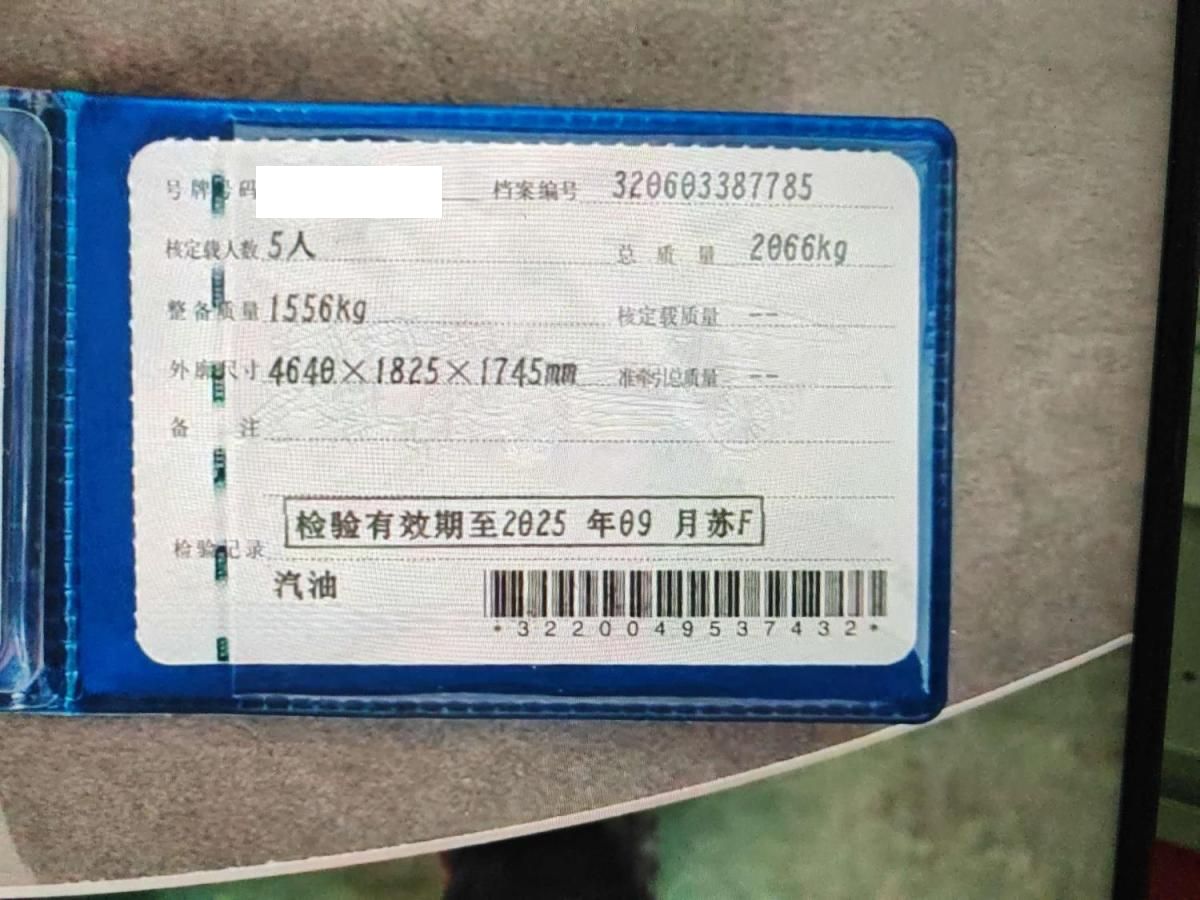 号牌号码 档案编号 320603387785
核定载人数 5人 总质量 2066kg
整备质量 1556kg 核定载质量 --
外廓尺寸 4640×1825×1745mm 准牵引总质量 --
备注
检验有效期至2025 年09 月苏F
检验记录
汽油
*3220049537432*